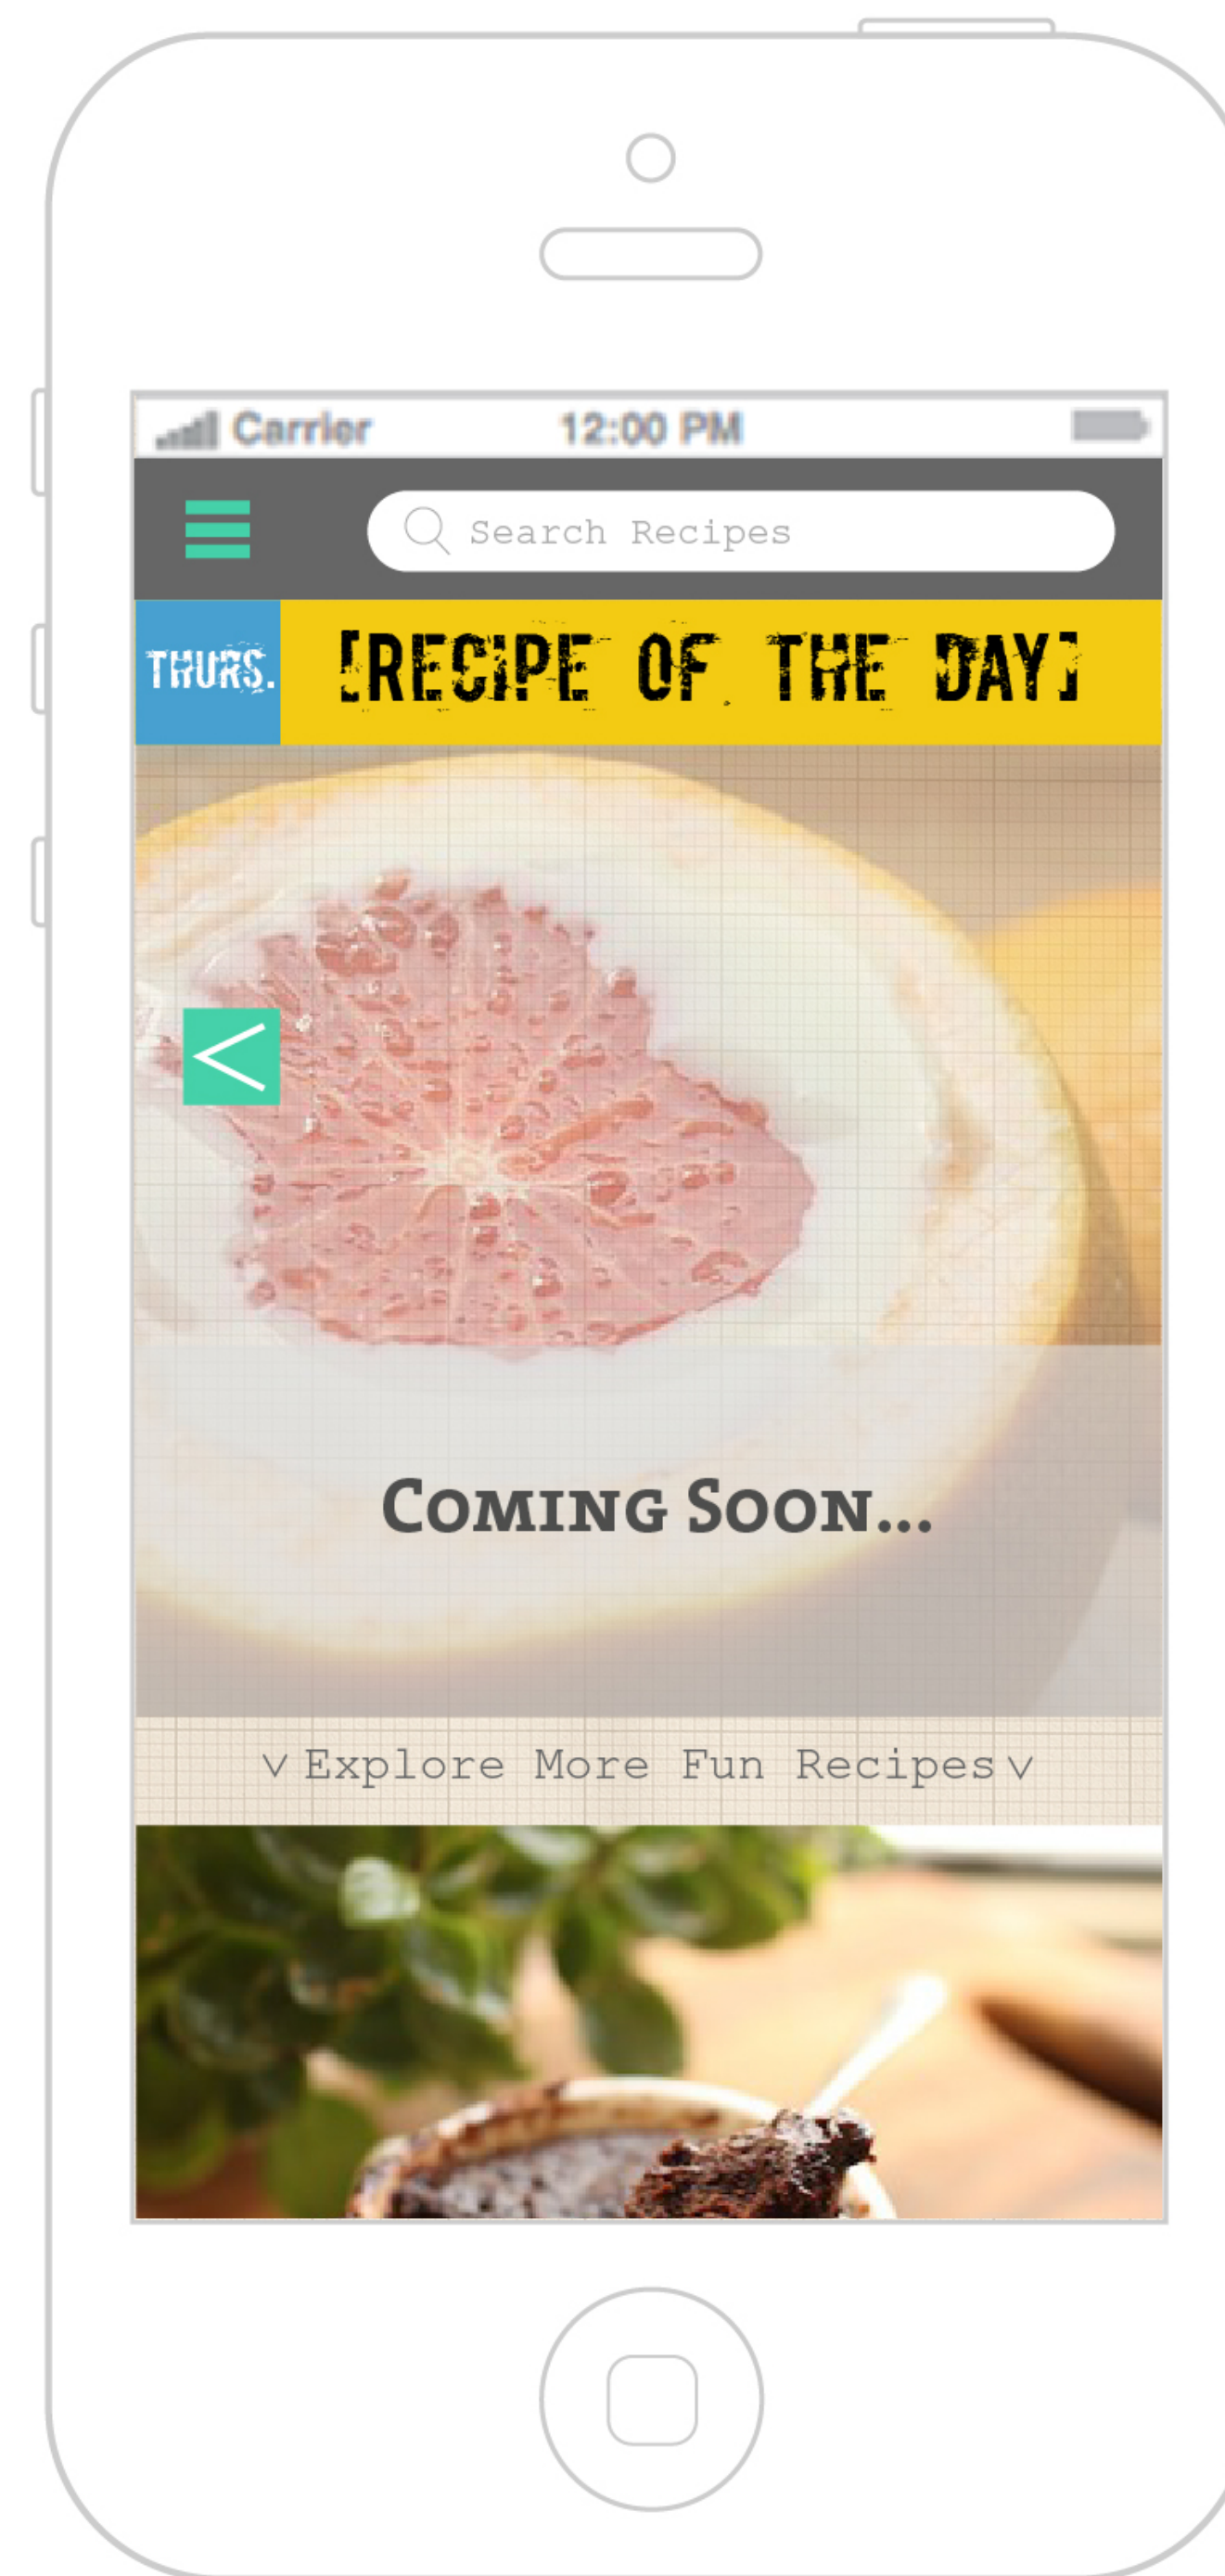 Carrier 12:00 PM
Search Recipes
THURS. [RECIPE OF THE DAY]
<
Coming Soon...
v Explore More Fun Recipes v